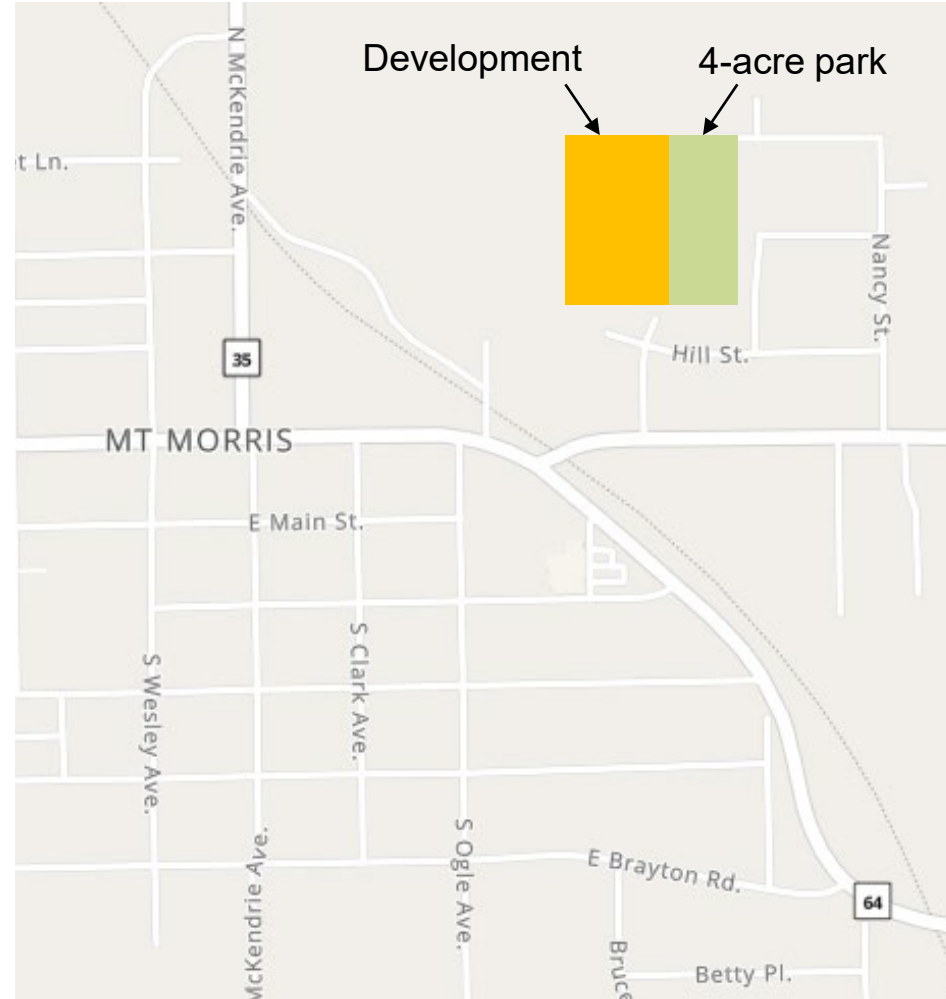 Development
4-acre park
N McKendrie Ave.
t Ln.
Nancy St.
35
Hill St.
MT MORRIS
E Main St.
S Wesley Ave.
S Clark Ave.
McKendrie Ave.
S Ogle Ave.
E Brayton Rd.
64
Bruce
Betty Pl.